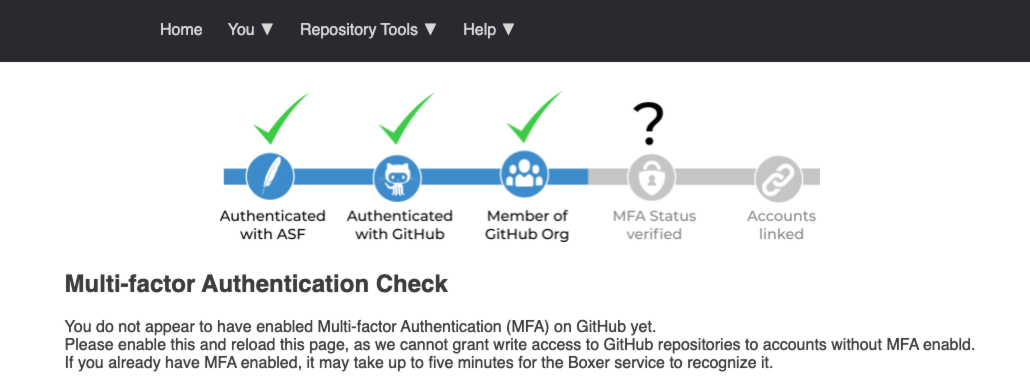 Home You ▼ Repository Tools ▼ Help ▼
?
Authenticated with ASF
Authenticated with GitHub
Member of GitHub Org
MFA Status verified
Accounts linked
Multi-factor Authentication Check
You do not appear to have enabled Multi-factor Authentication (MFA) on GitHub yet.
Please enable this and reload this page, as we cannot grant write access to GitHub repositories to accounts without MFA enabld.
If you already have MFA enabled, it may take up to five minutes for the Boxer service to recognize it.